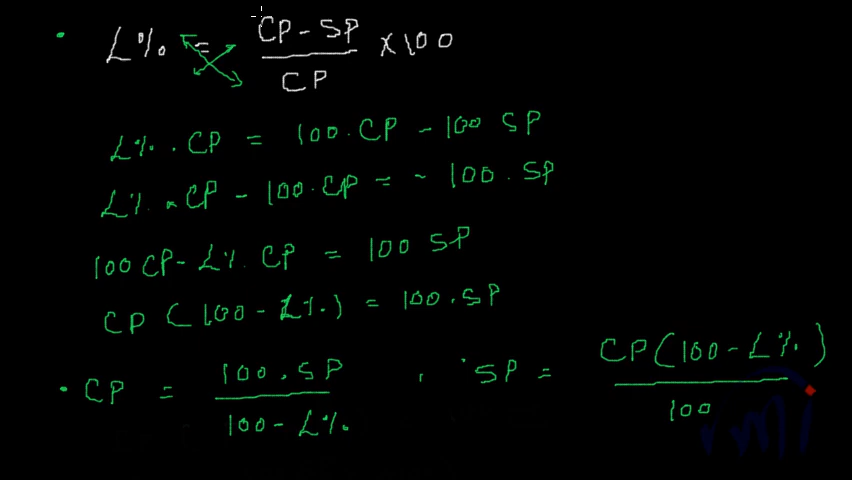 L% = CP - SP / CP × 100
L% . CP = 100 . CP - 100 SP
L% × CP - 100 . CP = - 100 . SP
100 CP - L% . CP = 100 SP
CP (100 - L%) = 100 . SP
. CP = 100 . SP / 100 - L% , SP = CP (100 - L%) / 100